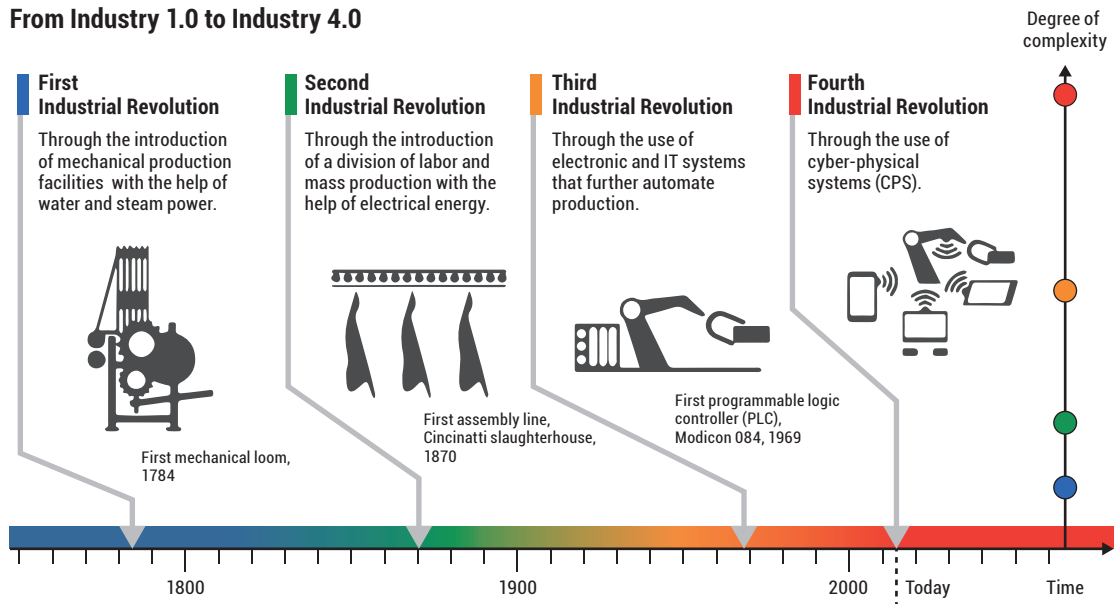 From Industry 1.0 to Industry 4.0
Degree of
complexity
First
Industrial Revolution
Through the introduction
of mechanical production
facilities with the help of
water and steam power.
Second
Industrial Revolution
Through the introduction
of a division of labor and
mass production with the
help of electrical energy.
Third
Industrial Revolution
Through the use of
electronic and IT systems
that further automate
production.
Fourth
Industrial Revolution
Through the use of
cyber-physical
systems (CPS).
First mechanical loom,
1784
First assembly line,
Cincinatti slaughterhouse,
1870
First programmable logic
controller (PLC),
Modicon 084, 1969
1800
1900
2000
Today
Time